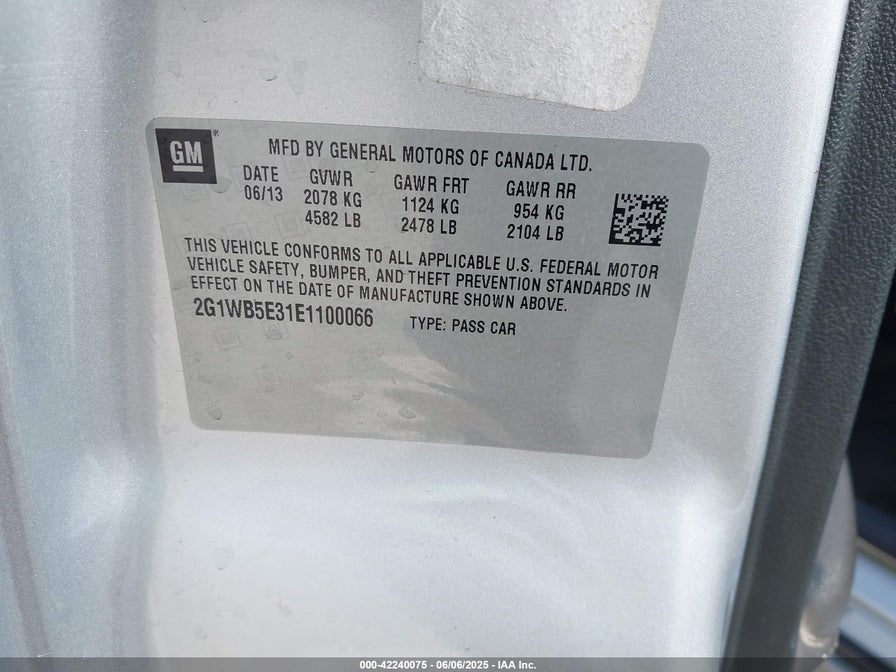 GM®
MFD BY GENERAL MOTORS OF CANADA LTD.
DATE GVWR GAWR FRT GAWR RR
06/13 2078 KG 1124 KG 954 KG
4582 LB 2478 LB 2104 LB
THIS VEHICLE CONFORMS TO ALL APPLICABLE U.S. FEDERAL MOTOR
VEHICLE SAFETY, BUMPER, AND THEFT PREVENTION STANDARDS IN
EFFECT ON THE DATE OF MANUFACTURE SHOWN ABOVE.
2G1WB5E31E1100066 TYPE: PASS CAR
000-42240075 - 06/06/2025 - IAA Inc.